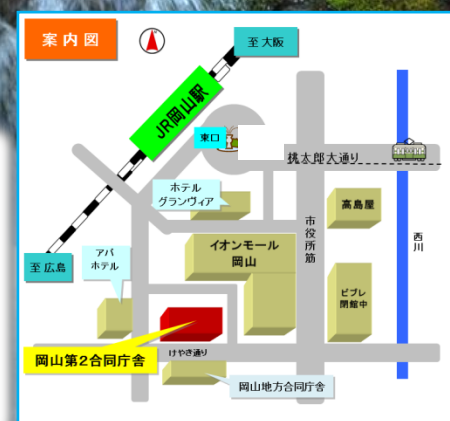 案内図
至大阪
JR岡山駅
東口
桃太郎大通り
ホテル
グランヴィア
高島屋
市役所筋
西川
イオンモール
岡山
アパ
ホテル
至広島
ビブレ
閉館中
けやき通り
岡山第2合同庁舎
岡山地方合同庁舎